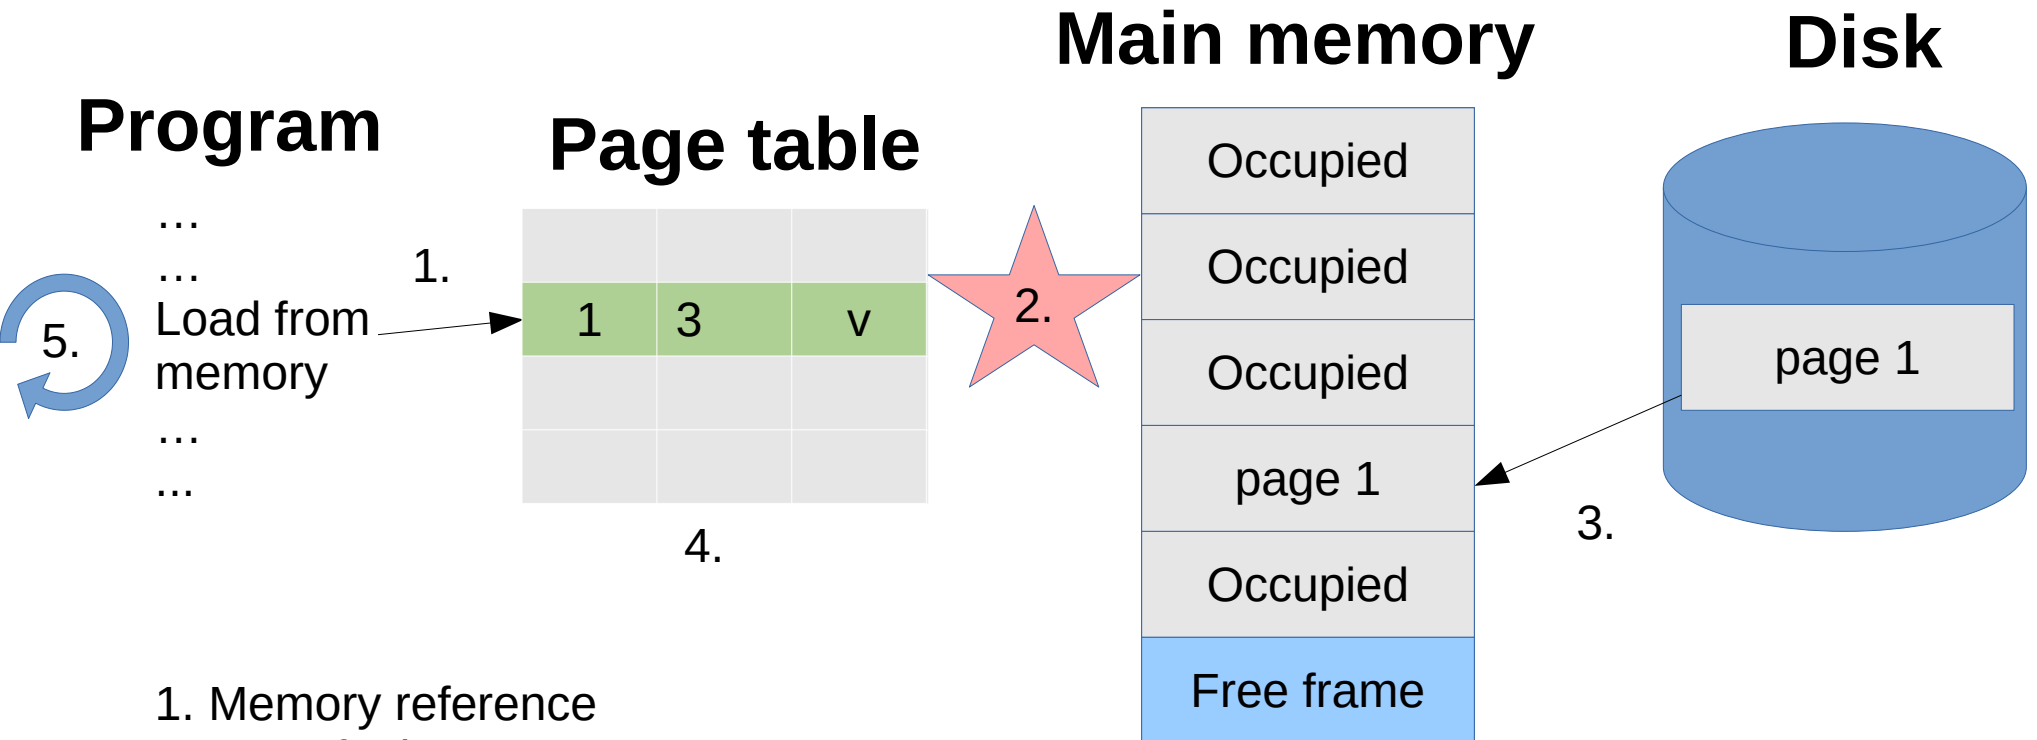 Main memory
Disk
Program
Page table
…
…
Load from
memory
…
...
1.
5.
1 3 v
2.
4.
Occupied
Occupied
Occupied
page 1
Occupied
Free frame
page 1
3.
1. Memory reference